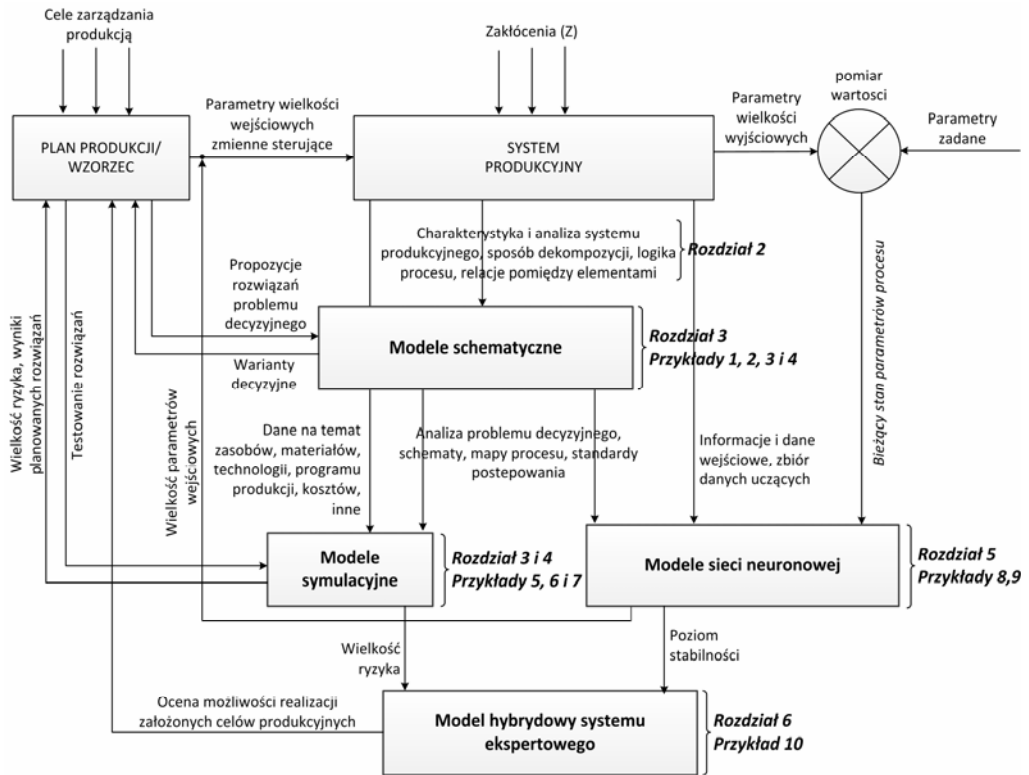 Cele zarządzania
produkcją
Zakłócenia (Z)
pomiar
wartosci
Parametry wielkości
wejściowych
zmienne sterujące
Parametry
wielkości
wyjściowych
Parametry
zadane
PLAN PRODUKCJI/
WZORZEC
SYSTEM
PRODUKCYJNY
Charakterystyka i analiza systemu
produkcyjnego, sposób dekompozycji, logika
procesu, relacje pomiędzy elementami
Rozdział 2
Propozycje
rozwiązań
problemu
decyzyjnego
Modele schematyczne
Rozdział 3
Przykłady 1, 2, 3 i 4
Warianty
decyzyjne
Wielkość ryzyka, wyniki
planowanych rozwiązań
Testowanie rozwiązań
Wielkość parametrów
wejściowych
Bieżący stan parametrów procesu
Dane na temat
zasobów, materiałów,
technologii, programu
produkcji, kosztów,
inne
Analiza problemu decyzyjnego,
schematy, mapy procesu, standardy
postepowania
Informacje i dane
wejściowe, zbiór
danych uczących
Modele
symulacyjne
Rozdział 3 i 4
Przykłady 5, 6 i 7
Modele sieci neuronowej
Rozdział 5
Przykłady 8,9
Wielkość
ryzyka
Poziom
stabilności
Ocena możliwości realizacji
założonych celów produkcyjnych
Model hybrydowy systemu
ekspertowego
Rozdział 6
Przykład 10